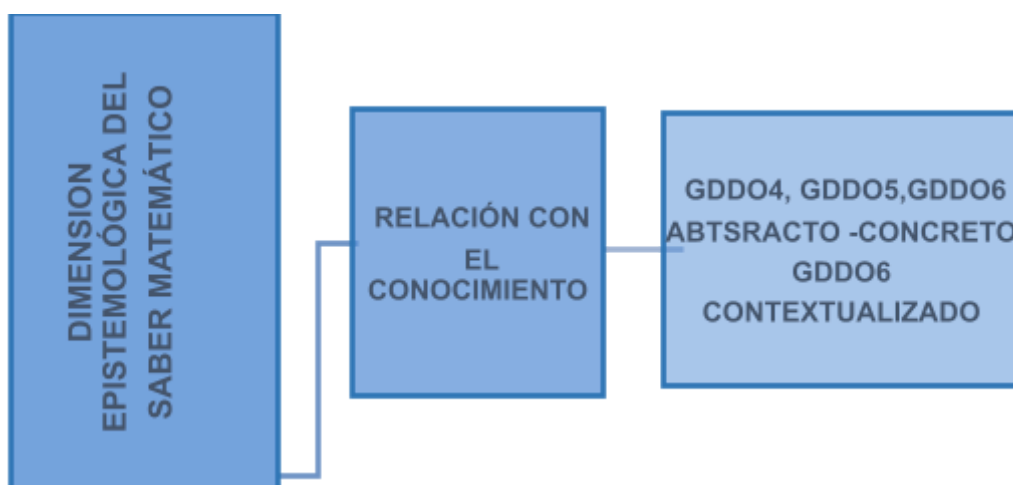 DIMENSION
EPISTEMOLÓGICA DEL
SABER MATEMÁTICO
RELACIÓN CON
EL
CONOCIMIENTO
GDDO4, GDDO5,GDDO6
ABTSRACTO -CONCRETO
GDDO6
CONTEXTUALIZADO